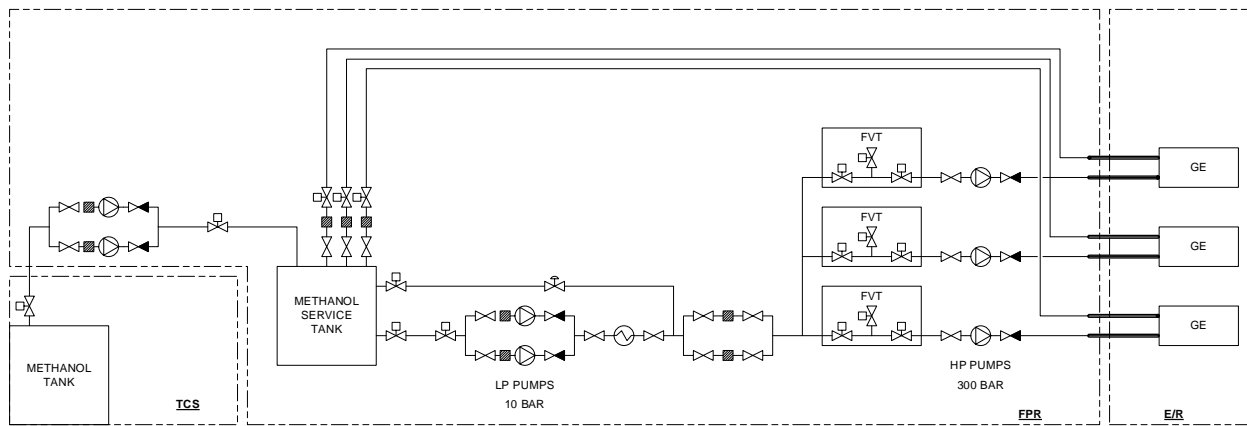 FVT
GE
FVT
GE
METHANOL
SERVICE
TANK
FVT
GE
METHANOL
TANK
LP PUMPS
10 BAR
HP PUMPS
300 BAR
TCS
FPR
E/R